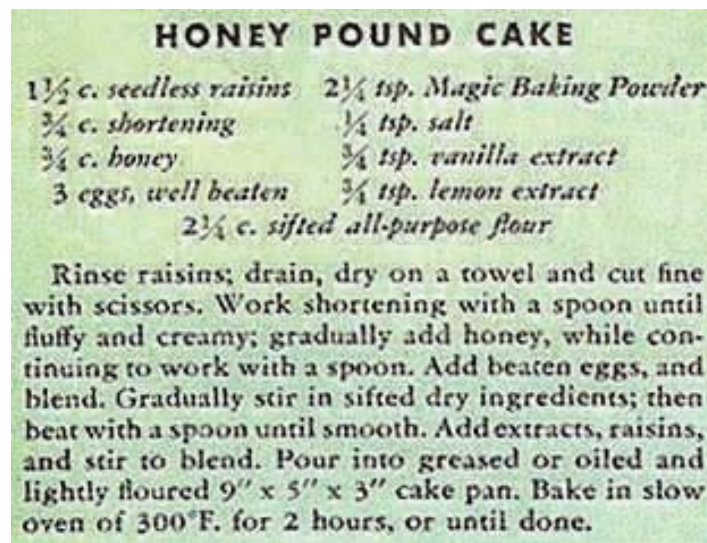 HONEY POUND CAKE
1½ c. seedless raisins 2¼ tsp. Magic Baking Powder
¾ c. shortening ¼ tsp. salt
¾ c. honey ¾ tsp. vanilla extract
3 eggs, well beaten ¾ tsp. lemon extract
2¼ c. sifted all-purpose flour
Rinse raisins; drain, dry on a towel and cut fine
with scissors. Work shortening with a spoon until
fluffy and creamy; gradually add honey, while con-
tinuing to work with a spoon. Add beaten eggs, and
blend. Gradually stir in sifted dry ingredients; then
beat with a spoon until smooth. Add extracts, raisins,
and stir to blend. Pour into greased or oiled and
lightly floured 9" x 5" x 3" cake pan. Bake in slow
oven of 300°F. for 2 hours, or until done.